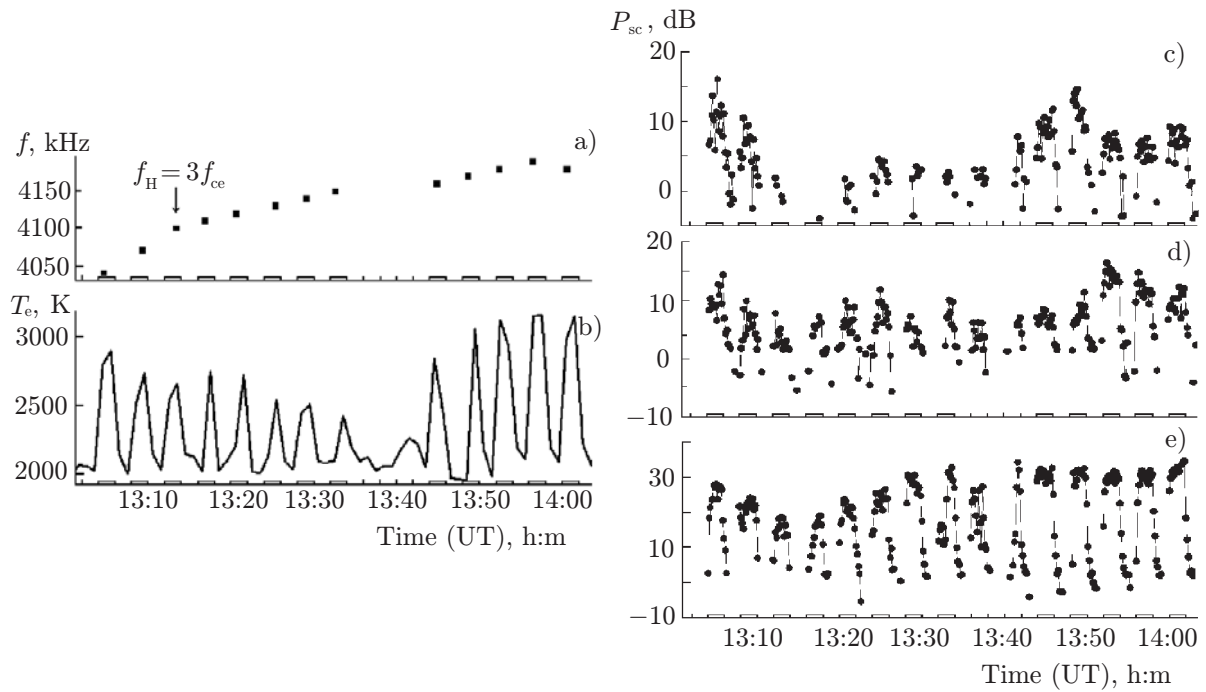 f, kHz
a)
f_H = 3f_ce
4150
4100
4050
T_e, K
b)
3000
2500
2000
13:10 13:20 13:30 13:40 13:50 14:00
Time (UT), h:m
P_sc, dB
c)
20
10
0
d)
20
10
0
−10
e)
30
10
−10
13:10 13:20 13:30 13:40 13:50 14:00
Time (UT), h:m